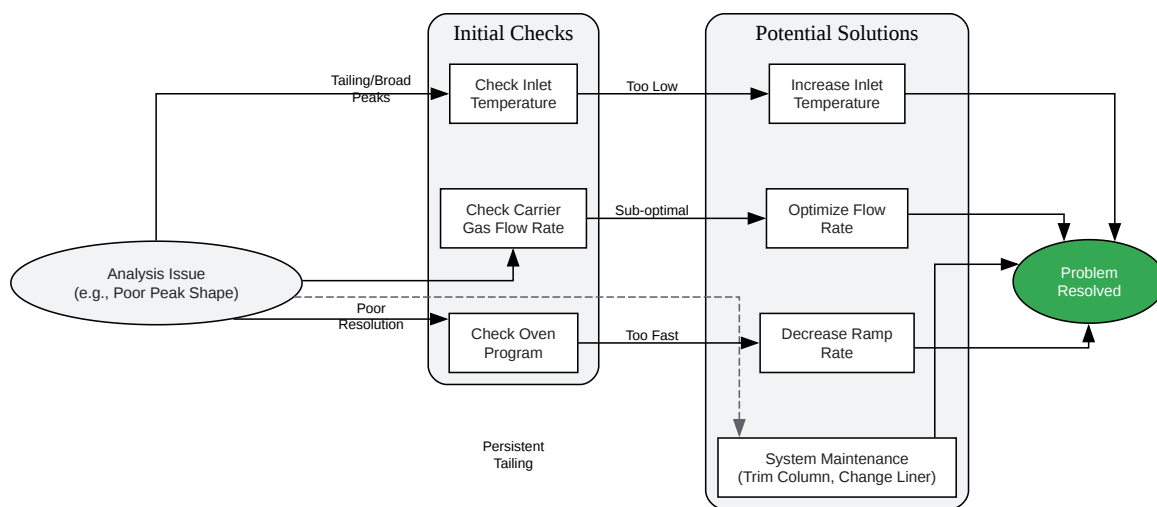 Initial Checks
Potential Solutions
Tailing/Broad
Peaks
Check Inlet
Temperature
Too Low
Increase Inlet
Temperature
Check Carrier
Gas Flow Rate
Sub-optimal
Optimize Flow
Rate
Analysis Issue
(e.g., Poor Peak Shape)
Problem
Resolved
Poor
Resolution
Check Oven
Program
Too Fast
Decrease Ramp
Rate
Persistent
Tailing
System Maintenance
(Trim Column, Change Liner)